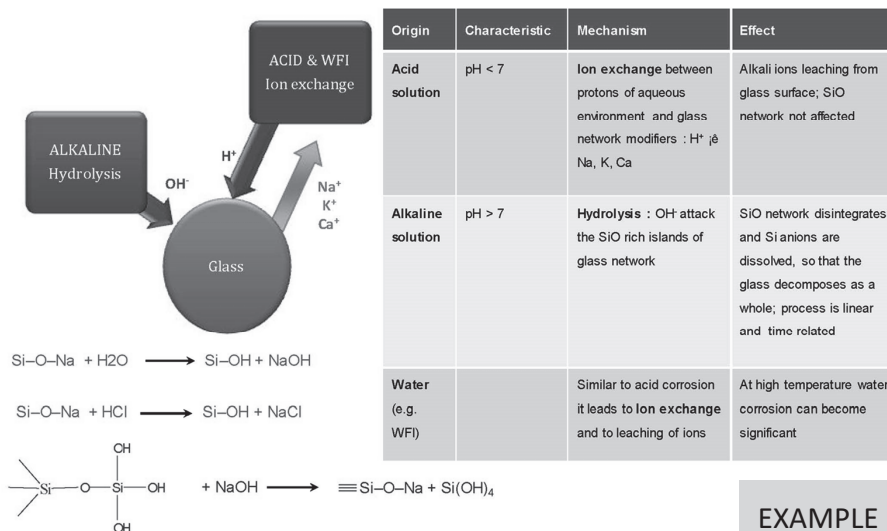 ACID & WFI
Ion exchange
ALKALINE
Hydrolysis
OH-
H+
Na+
K+
Ca+
Glass
Si–O–Na + H2O → Si–OH + NaOH
Si–O–Na + HCl → Si–OH + NaCl
OH
Si—O—Si—OH + NaOH → ≡Si–O–Na + Si(OH)4
OH
Origin Characteristic Mechanism Effect
Acid pH < 7 Ion exchange between Alkali ions leaching from
solution protons of aqueous glass surface; SiO
environment and glass network not affected
network modifiers : H+ ¡ê
Na, K, Ca
Alkaline pH > 7 Hydrolysis : OH- attack SiO network disintegrates
solution the SiO rich islands of and Si anions are
glass network dissolved, so that the
glass decomposes as a
whole; process is linear
and time related
Water Similar to acid corrosion At high temperature water
(e.g. it leads to Ion exchange corrosion can become
WFI) and to leaching of ions significant
EXAMPLE